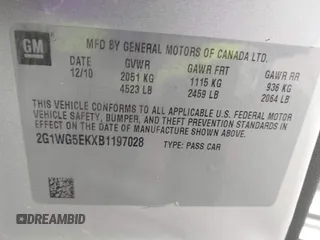 GM
MFD BY GENERAL MOTORS OF CANADA LTD.
DATE GVWR GAWR FRT GAWR RR
12/10 2051 KG 1115 KG 936 KG
4523 LB 2459 LB 2064 LB
THIS VEHICLE CONFORMS TO ALL APPLICABLE U.S. FEDERAL MOTOR
VEHICLE SAFETY, BUMPER, AND THEFT PREVENTION STANDARDS IN
EFFECT ON THE DATE OF MANUFACTURE SHOWN ABOVE.
2G1WG5EKXB1197028 TYPE: PASS CAR
DREAMBID